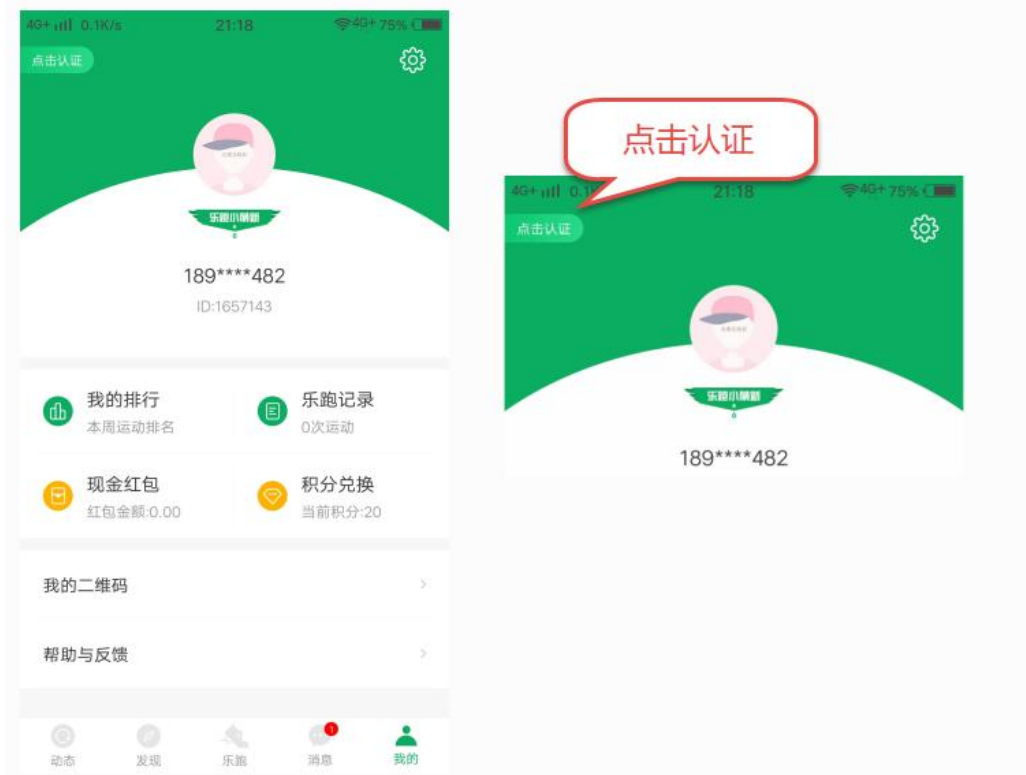 4G+ 0.1K/s 21:18 4G+ 75%
点击认证
乐跑小萌新
189****482
ID:1657143
我的排行
本周运动排名
乐跑记录
0次运动
现金红包
红包金额:0.00
积分兑换
当前积分:20
我的二维码
帮助与反馈
1
动态 发现 乐跑 消息 我的
点击认证
4G+ 0.1K 21:18 4G+ 75%
点击认证
乐跑小萌新
189****482